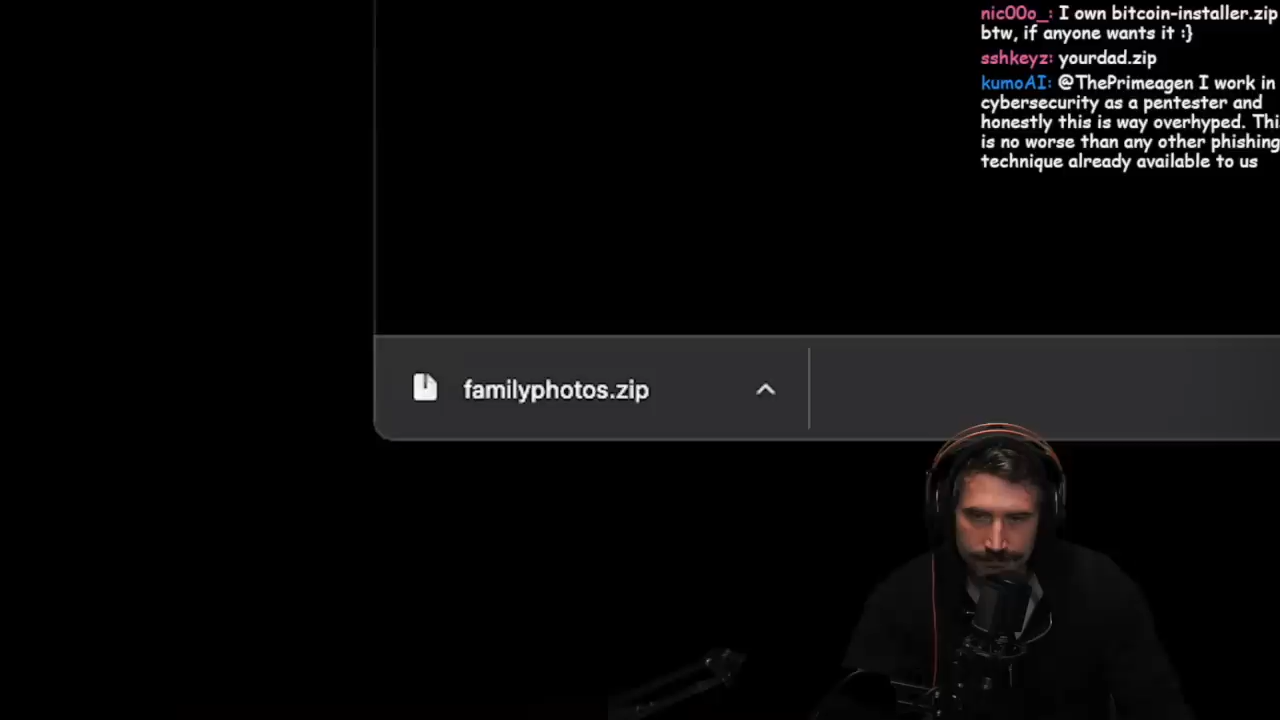 nic00o_: I own bitcoin-installer.zip
btw, if anyone wants it :}
sshkeyz: yourdad.zip
kumoAI: @ThePrimeagen I work in
cybersecurity as a pentester and
honestly this is way overhyped. Thi
is no worse than any other phishing
technique already available to us
familyphotos.zip